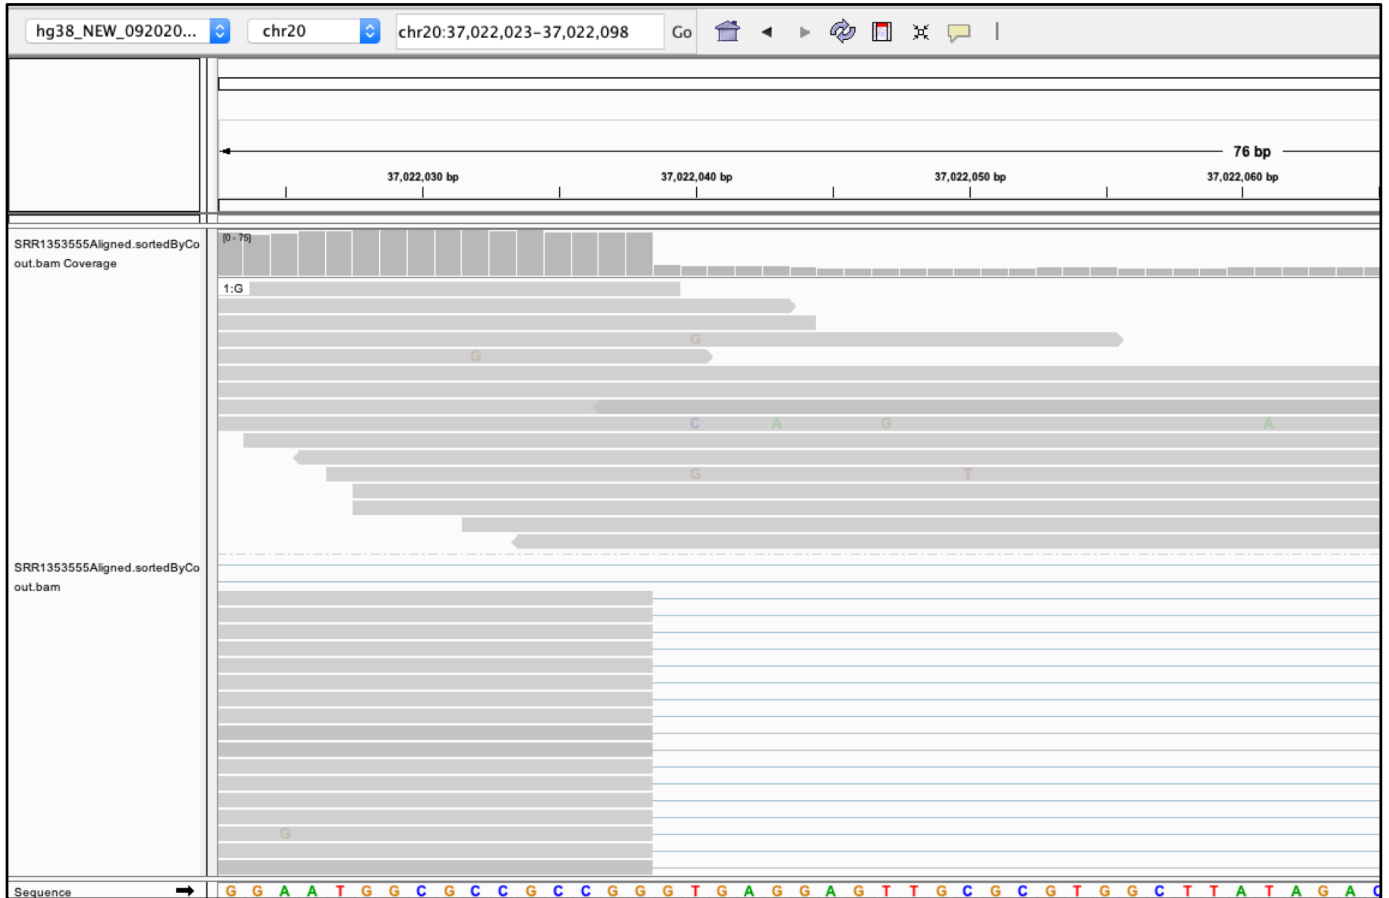 hg38_NEW_092020... chr20 chr20:37,022,023-37,022,098 Go
76 bp
37,022,030 bp 37,022,040 bp 37,022,050 bp 37,022,060 bp
SRR1353555Aligned.sortedByCo
out.bam Coverage
[0 - 75]
1:G
G
G
C A G A
G T
SRR1353555Aligned.sortedByCo
out.bam
G
Sequence G G A A T G G C G C C G C C G G G T G A G G A G T T G C G C G T G G C T T A T A G A C